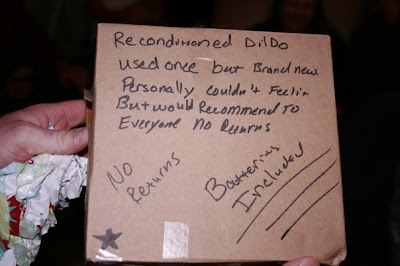 Reconditioned DilDo
used once but Brand new
Personally couldn't Feel in
But would Recommend To
Everyone No Returns
No
Returns
Batteries
Included